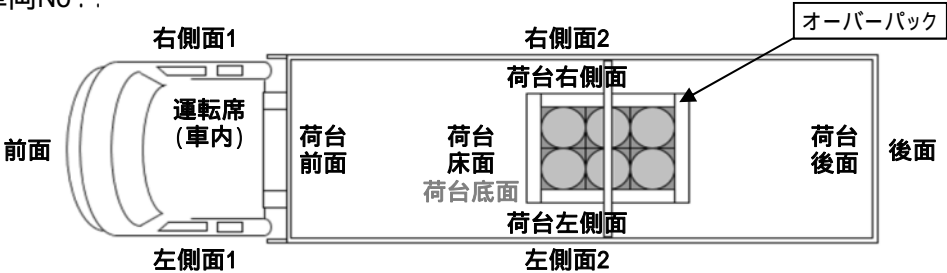 車両No.:
オーバーパック
右側面1
右側面2
荷台右側面
運転席
(車内)
前面
荷台
前面
荷台
床面
荷台底面
荷台
後面
後面
荷台左側面
左側面1
左側面2